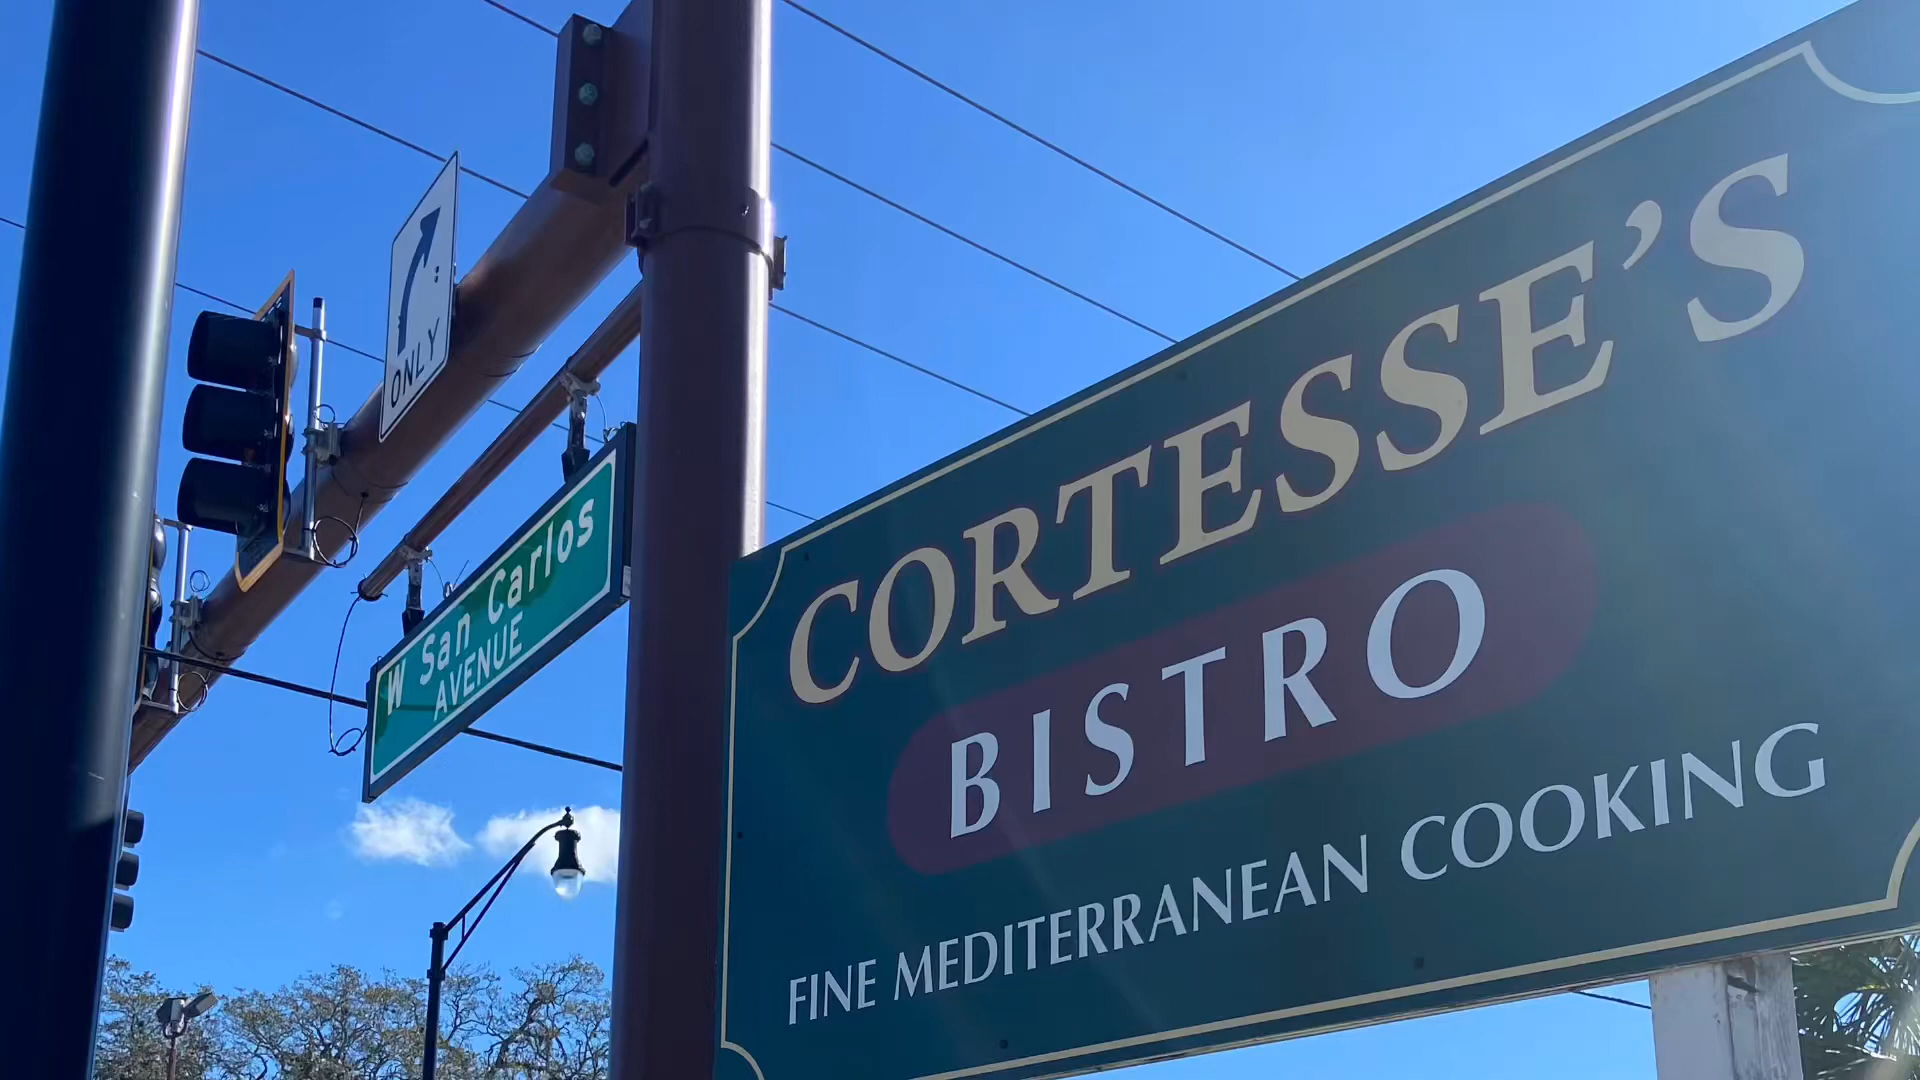 ONLY
W San Carlos
AVENUE
CORTESSE'S
BISTRO
FINE MEDITERRANEAN COOKING